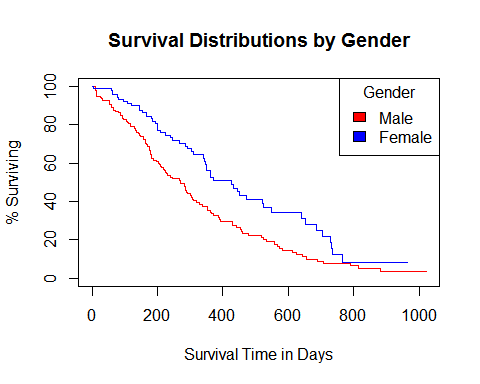 Survival Distributions by Gender
Gender
Male
Female
% Surviving
100
80
60
40
20
0
0 200 400 600 800 1000
Survival Time in Days